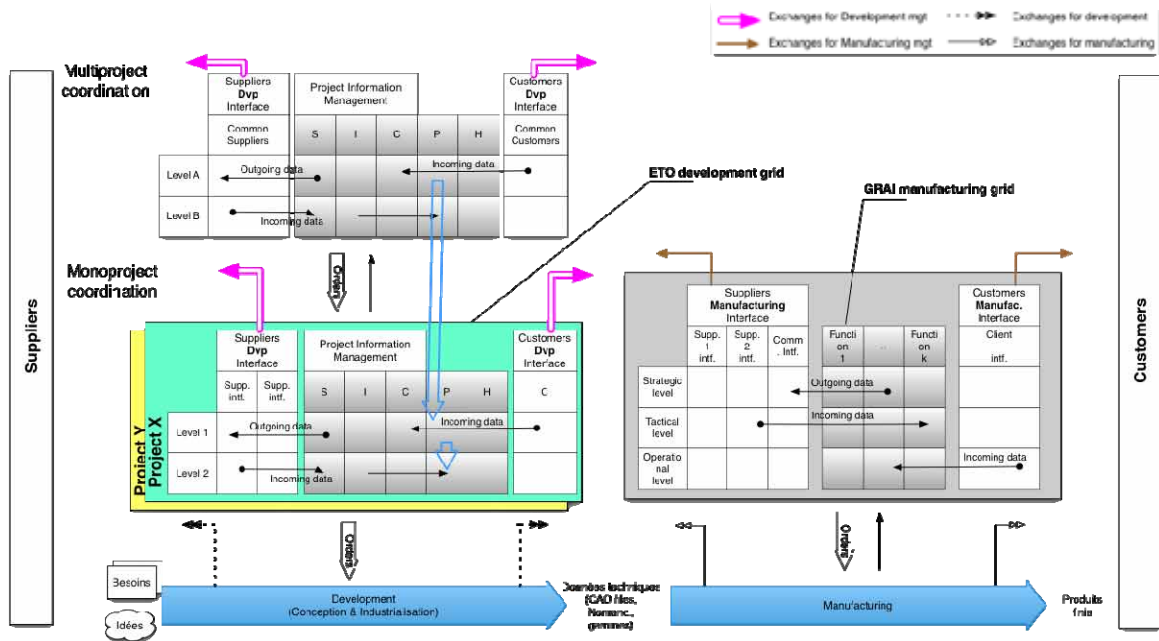 Exchanges for Development mgt
Exchanges for development
Exchanges for Manufacturing mgt
Exchanges for manufacturing
Suppliers
Customers
Multiproject
coordination
Suppliers
Dvp
Interface
Project Information
Management
Customers
Dvp
Interface
Common
Suppliers
S
I
C
P
H
Common
Customers
Level A
Outgoing data
Incoming data
Level B
Incoming data
ETO development grid
GRAI manufacturing grid
Orders
Monoproject
coordination
Project Y
Project X
Suppliers
Dvp
Interface
Project Information
Management
Customers
Dvp
Interface
Supp.
intf.
Supp.
intf.
S
I
C
P
H
C
Level 1
Outgoing data
Incoming data
Level 2
Incoming data
Suppliers
Manufacturing
Interface
Customers
Manufac.
Interface
Supp.
1
intf.
Supp.
2
intf.
Comm
. Intf.
Functi
on
1
...
Functi
on
k
Client
intf.
Strategic
level
Outgoing data
Tactical
level
Incoming data
Operatio
nal level
Incoming data
Orders
Orders
Besoins
Idées
Development
(Conception & Industrialisation)
Données techniques
(CAO files,
Nomenc.,
gammes)
Manufacturing
Produits
finis